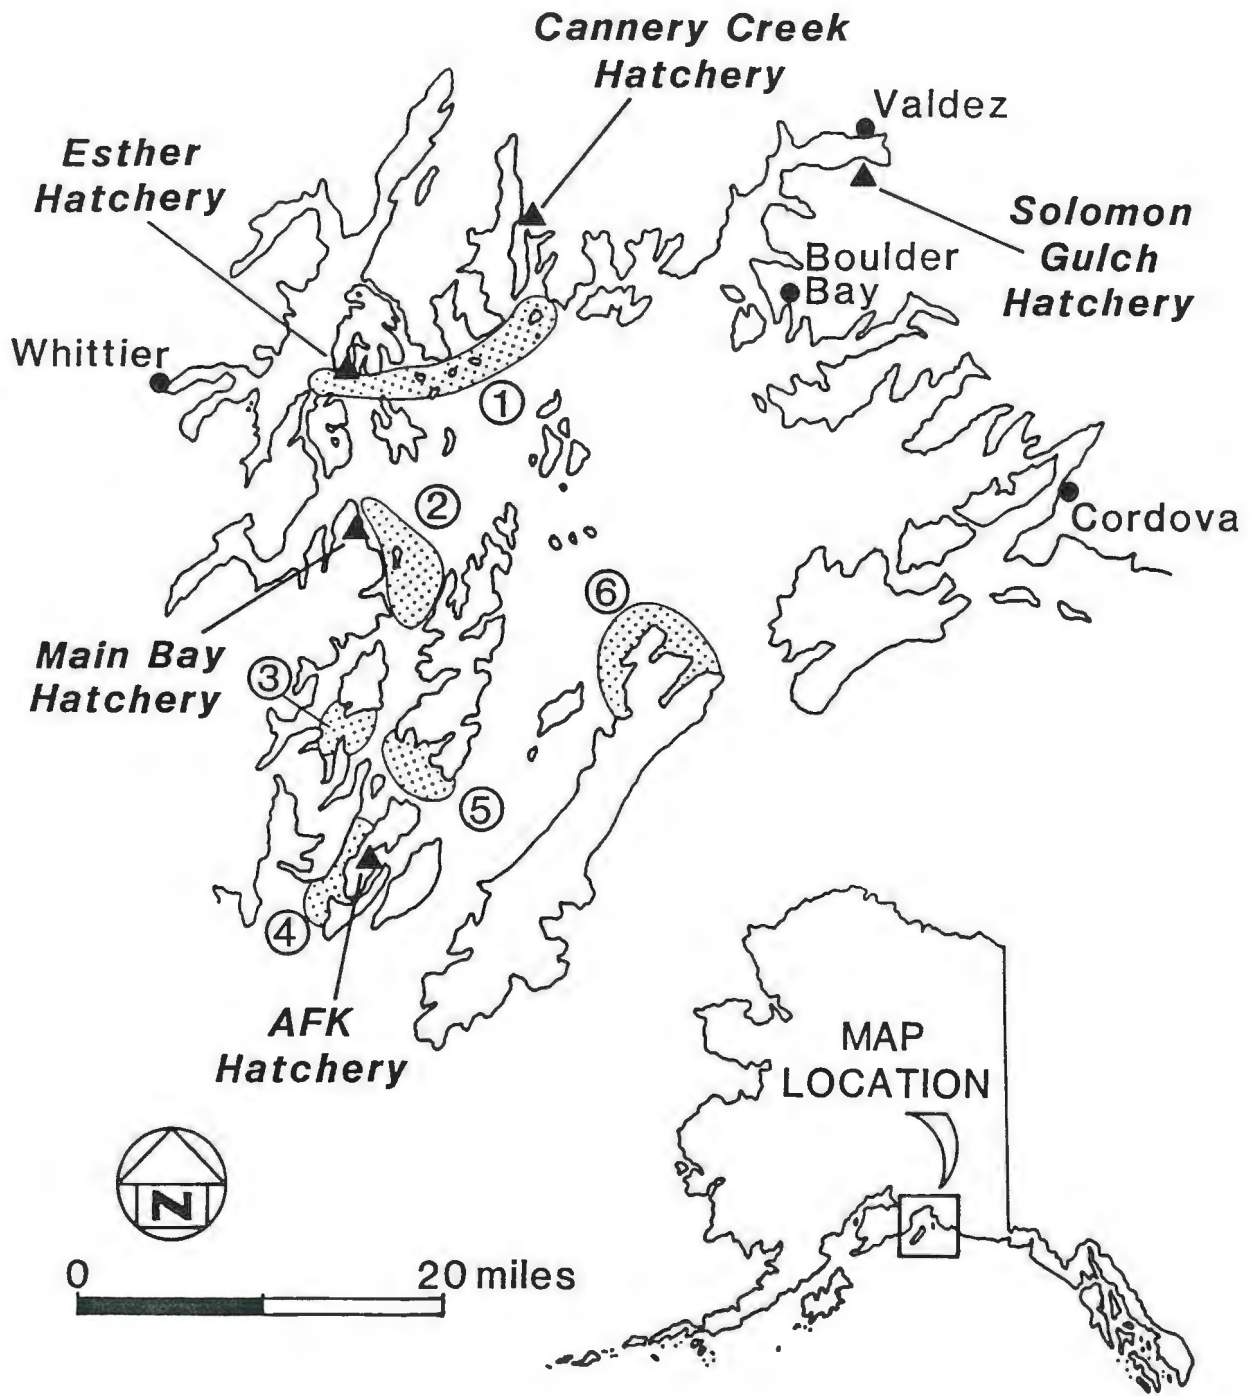 Cannery Creek
Hatchery
Valdez
Esther
Hatchery
Solomon
Gulch
Hatchery
Boulder
Bay
Whittier
1
2
Cordova
6
Main Bay
Hatchery
3
5
4
AFK
Hatchery
MAP
LOCATION
N
0 20 miles